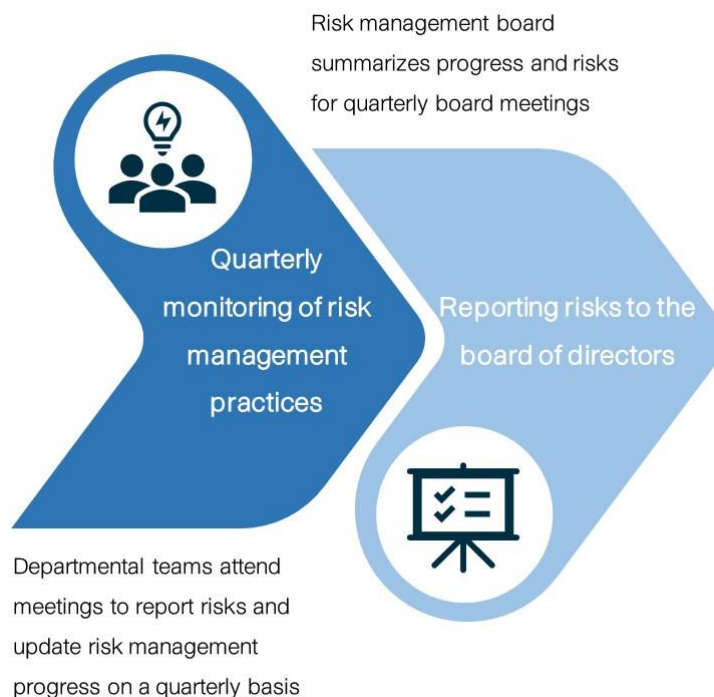 Risk management board
summarizes progress and risks
for quarterly board meetings
Quarterly
monitoring of risk
management
practices
Reporting risks to the
board of directors
Departmental teams attend
meetings to report risks and
update risk management
progress on a quarterly basis